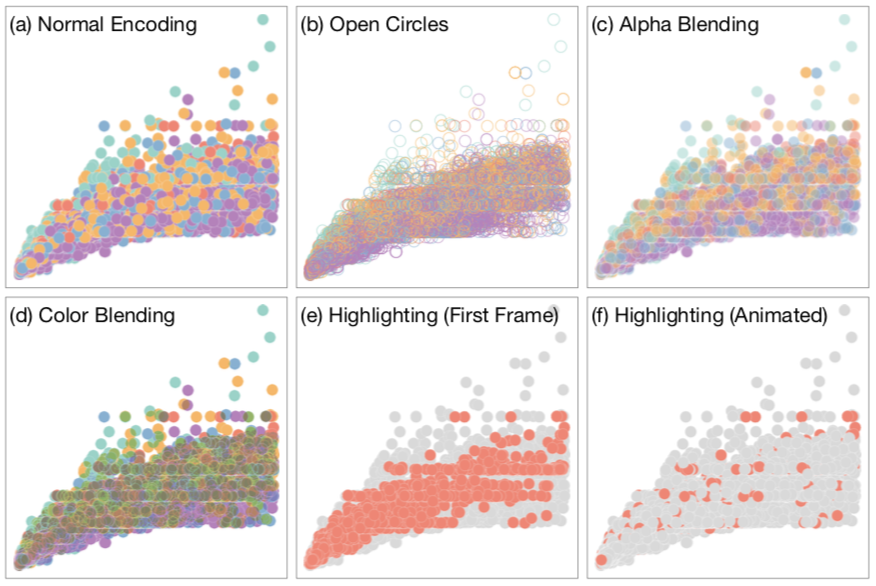 (a) Normal Encoding
(b) Open Circles
(c) Alpha Blending
(d) Color Blending
(e) Highlighting (First Frame)
(f) Highlighting (Animated)